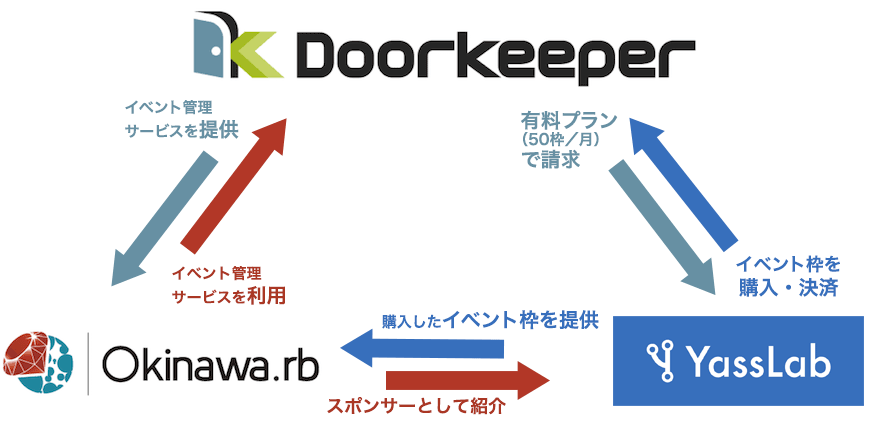 Doorkeeper
イベント管理
サービスを提供
有料プラン
(50枠／月)
で請求
イベント管理
サービスを利用
イベント枠を
購入・決済
購入したイベント枠を提供
Okinawa.rb
YassLab
スポンサーとして紹介